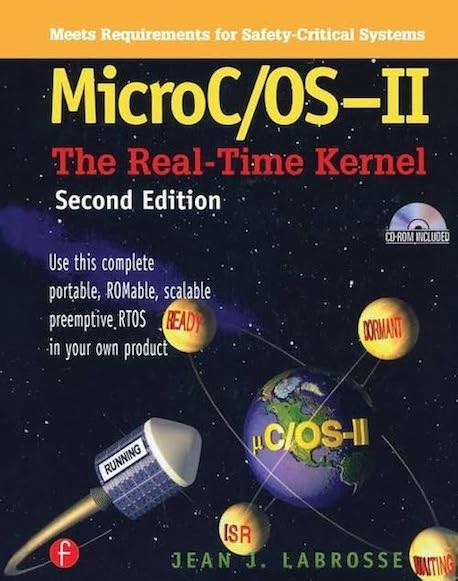 Meets Requirements for Safety-Critical Systems
MicroC/OS–II
The Real-Time Kernel
Second Edition
CD-ROM INCLUDED
Use this complete
portable, ROMable, scalable
preemptive RTOS
in your own product
READY
DORMANT
µC/OS-II
RUNNING
ISR
WAITING
f
JEAN J. LABROSSE